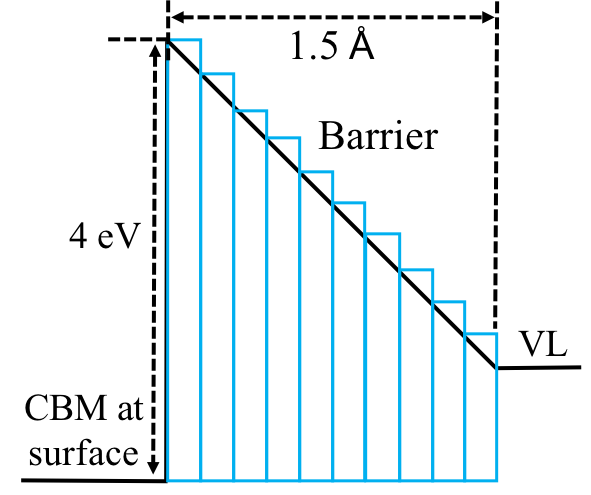 1.5 Å
Barrier
4 eV
VL
CBM at
surface